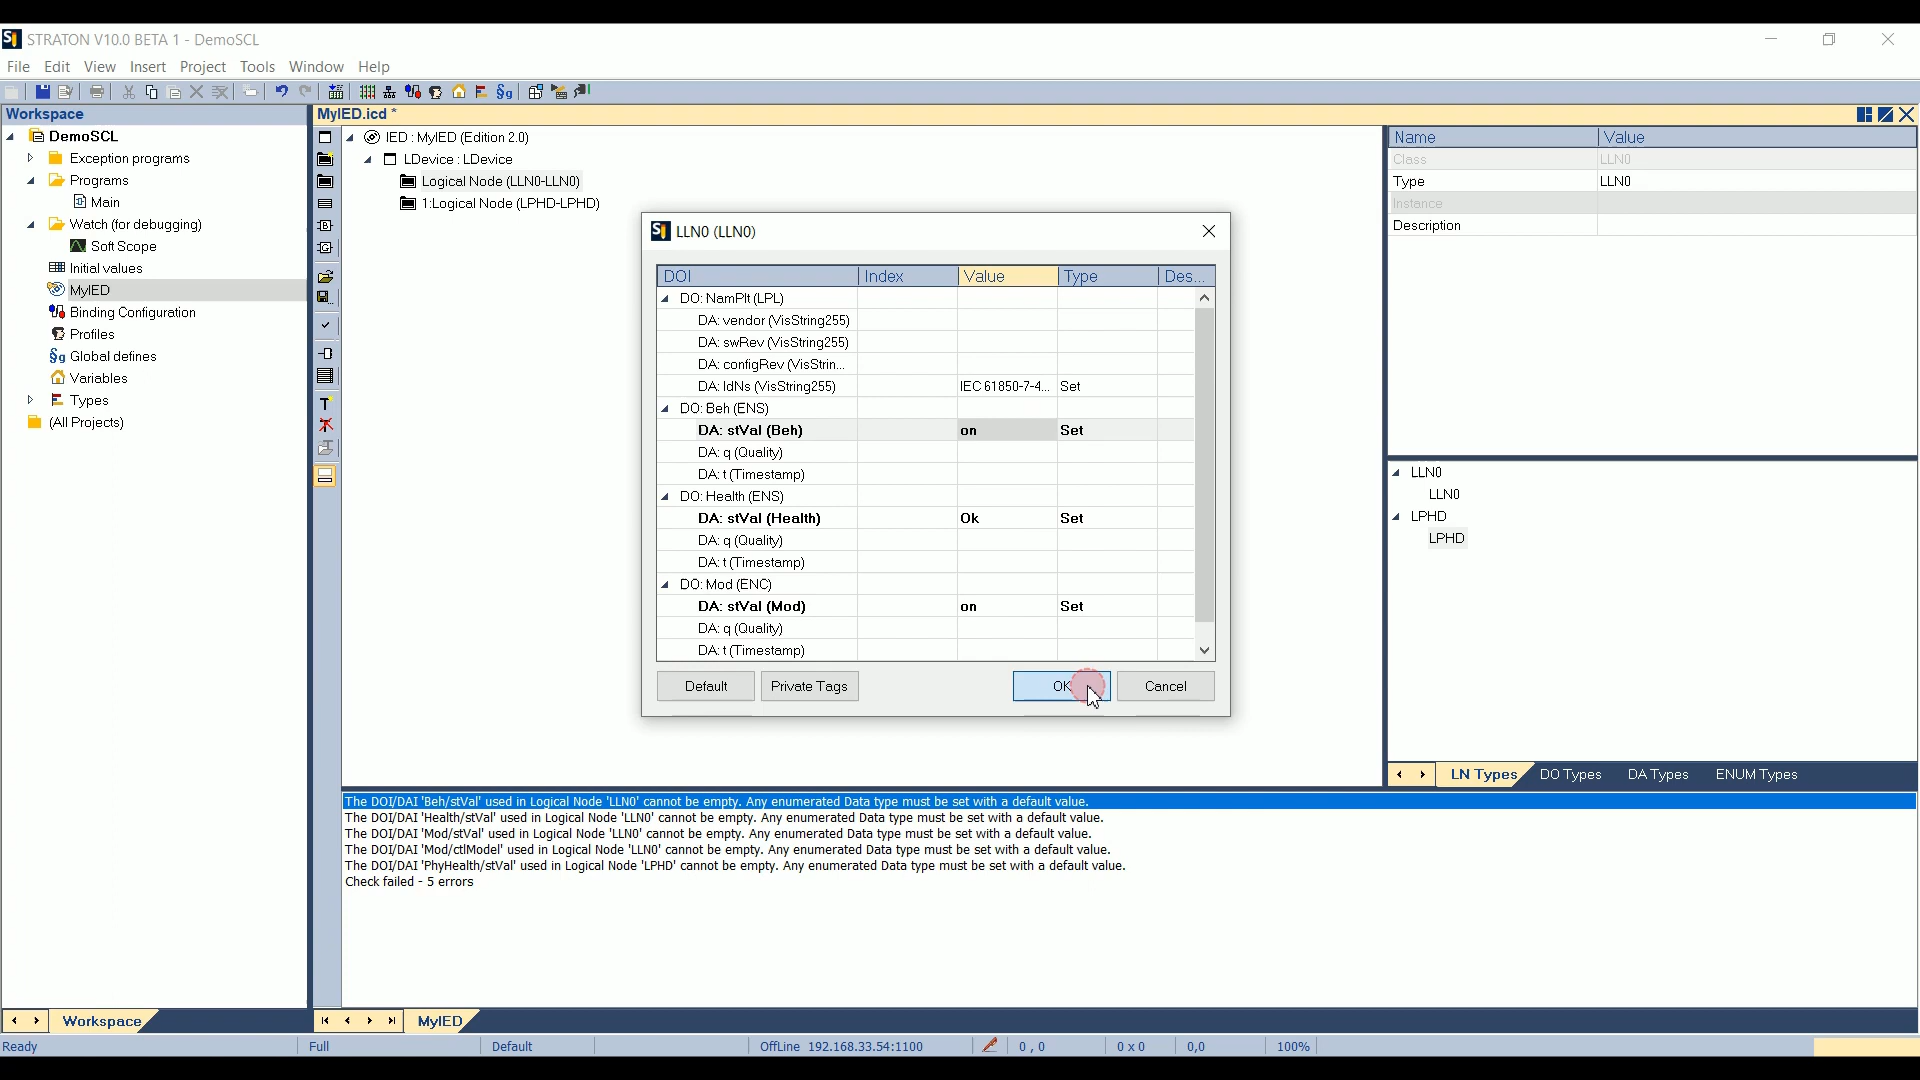 STRATON V10.0 BETA 1 - DemoSCL
File Edit View Insert Project Tools Window Help
Workspace
DemoSCL
Exception programs
Programs
Main
Watch (for debugging)
Soft Scope
Initial values
MyIED
Binding Configuration
Profiles
Global defines
Variables
Types
(All Projects)
Workspace
MyIED.icd *
IED : MyIED (Edition 2.0)
LDevice : LDevice
Logical Node (LLN0-LLN0)
1:Logical Node (LPHD-LPHD)
LLN0 (LLN0)
DOI Index Value Type Des...
DO: NamPlt (LPL)
DA: vendor (VisString255)
DA: swRev (VisString255)
DA: configRev (VisStrin...
DA: ldNs (VisString255) IEC 61850-7-4... Set
DO: Beh (ENS)
DA: stVal (Beh) on Set
DA: q (Quality)
DA: t (Timestamp)
DO: Health (ENS)
DA: stVal (Health) Ok Set
DA: q (Quality)
DA: t (Timestamp)
DO: Mod (ENC)
DA: stVal (Mod) on Set
DA: q (Quality)
DA: t (Timestamp)
Default Private Tags OK Cancel
Name Value
Class LLN0
Type LLN0
Instance
Description
LLN0
LLN0
LPHD
LPHD
LN Types DO Types DA Types ENUM Types
The DOI/DAI 'Beh/stVal' used in Logical Node 'LLN0' cannot be empty. Any enumerated Data type must be set with a default value.
The DOI/DAI 'Health/stVal' used in Logical Node 'LLN0' cannot be empty. Any enumerated Data type must be set with a default value.
The DOI/DAI 'Mod/stVal' used in Logical Node 'LLN0' cannot be empty. Any enumerated Data type must be set with a default value.
The DOI/DAI 'Mod/ctlModel' used in Logical Node 'LLN0' cannot be empty. Any enumerated Data type must be set with a default value.
The DOI/DAI 'PhyHealth/stVal' used in Logical Node 'LPHD' cannot be empty. Any enumerated Data type must be set with a default value.
Check failed - 5 errors
MyIED
Ready Full Default OffLine 192.168.33.54:1100 0 , 0 0 x 0 0,0 100%